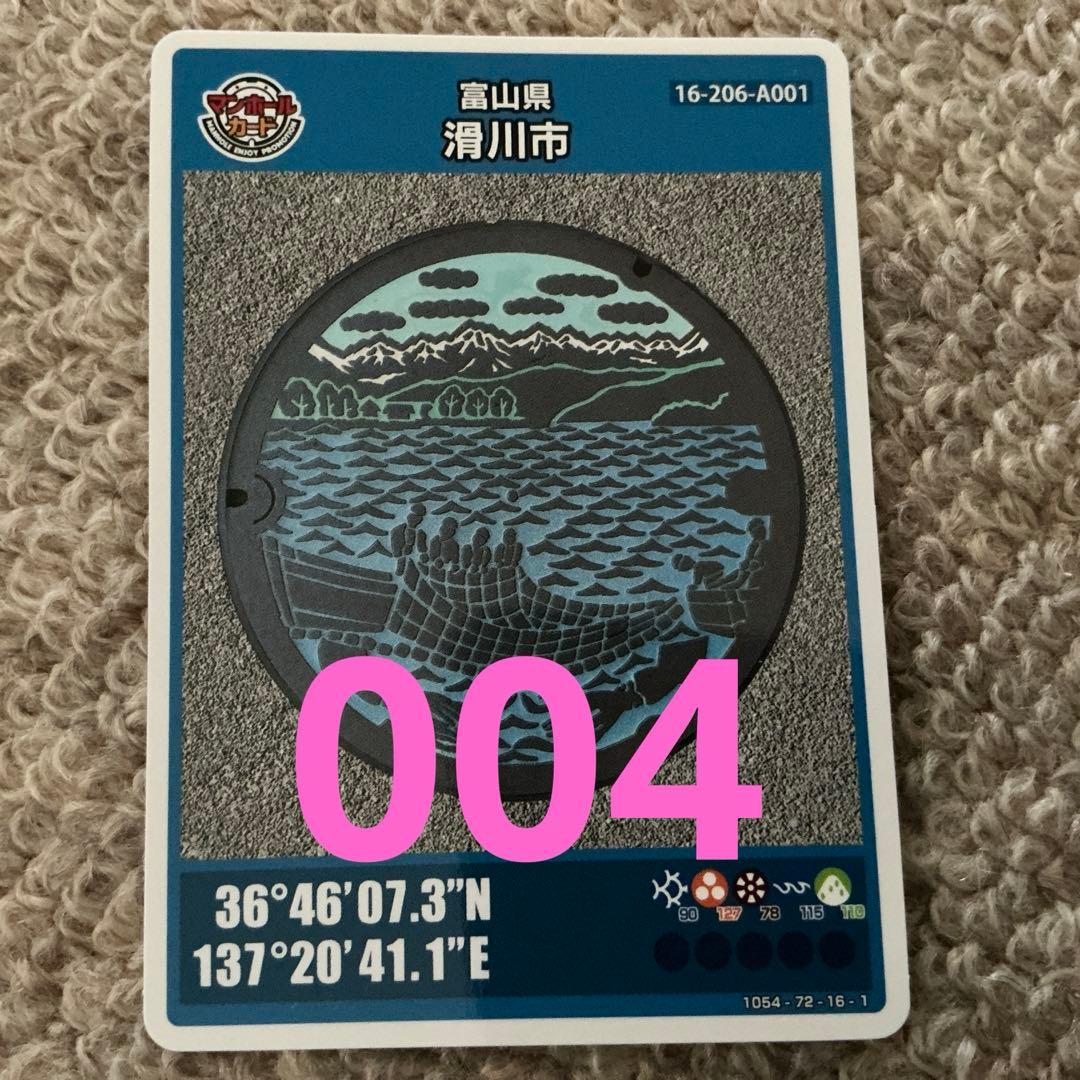 マンホール
カード
MANHOLE ENJOY PROMOTION
富山県
滑川市
16-206-A001
004
36°46'07.3"N
137°20'41.1"E
90 127 78 115 110
1054-72-16-1